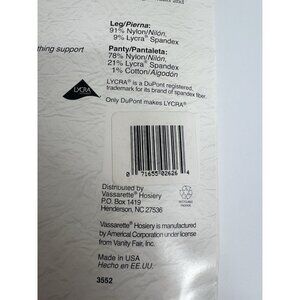 Leg/Pierna:
91% Nylon/Nilón,
9% Lycra® Spandex
thing support
Panty/Pantaleta:
78% Nylon/Nilón,
21% Lycra® Spandex
1% Cotton/Algodón
LYCRA
LYCRA® is a DuPont registered,
trademark for its brand of spandex fiber.
Only DuPont makes LYCRA®
0 71655 02626 4
Distributed by
Vassarette® Hosiery
P.O. Box 1419
Henderson, NC 27536
Vassarette® Hosiery is manufactured
by Americal Corporation under license
from Vanity Fair, Inc.
Made in USA
Hecho en EE.UU.
3552